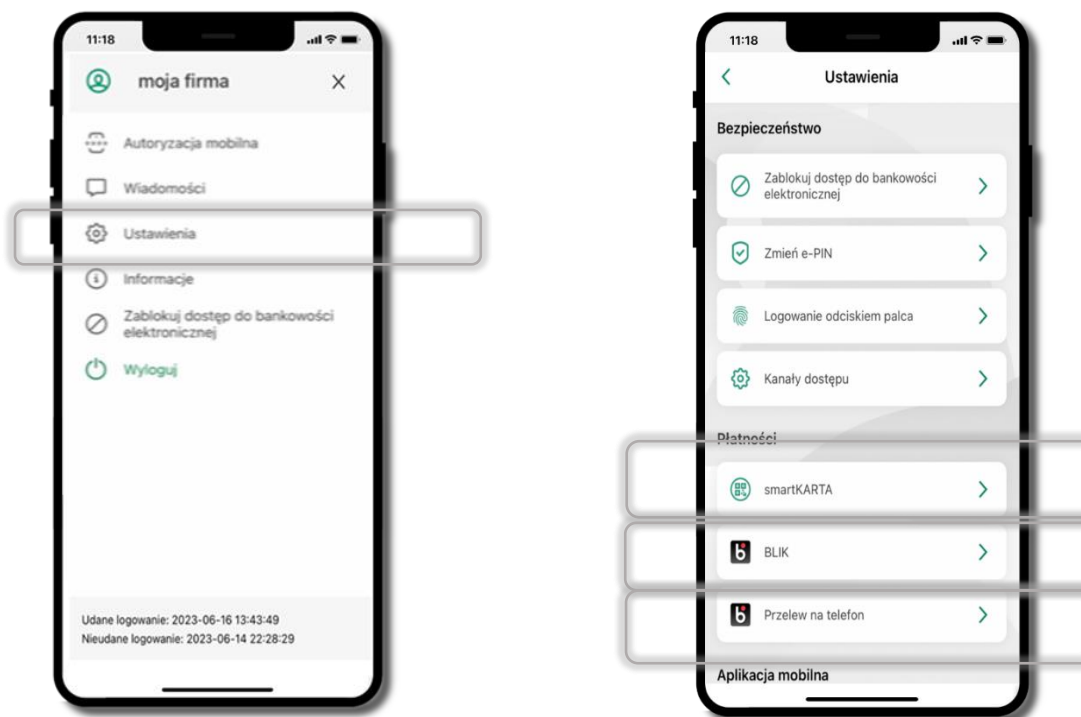 11:18
moja firma
Autoryzacja mobilna
Wiadomości
Ustawienia
Informacje
Zablokuj dostęp do bankowości
elektronicznej
Wyloguj
Udane logowanie: 2023-06-16 13:43:49
Nieudane logowanie: 2023-06-14 22:28:29
11:18
Ustawienia
Bezpieczeństwo
Zablokuj dostęp do bankowości
elektronicznej
Zmień e-PIN
Logowanie odciskiem palca
Kanały dostępu
Płatności
smartKARTA
BLIK
Przelew na telefon
Aplikacja mobilna